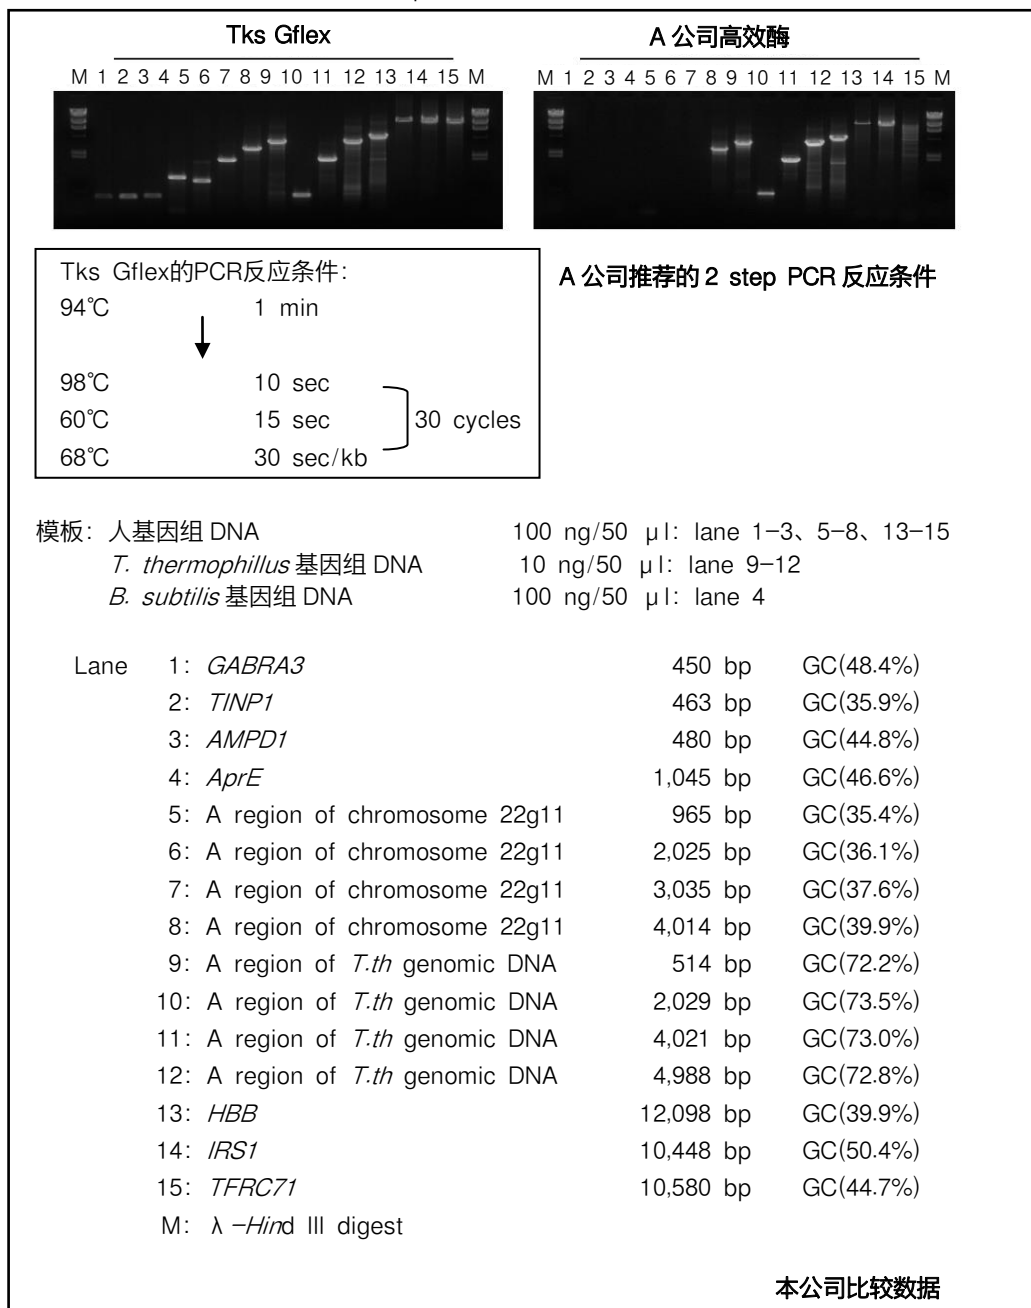 Tks Gflex A 公司高效酶
M 1 2 3 4 5 6 7 8 9 10 11 12 13 14 15 M M 1 2 3 4 5 6 7 8 9 10 11 12 13 14 15 M
Tks Gflex的PCR反应条件:
94℃ 1 min
98℃ 10 sec
60℃ 15 sec
68℃ 30 sec/kb
30 cycles
A 公司推荐的 2 step PCR 反应条件
模板: 人基因组 DNA 100 ng/50 μl: lane 1-3、5-8、13-15
T. thermophillus 基因组 DNA 10 ng/50 μl: lane 9-12
B. subtilis 基因组 DNA 100 ng/50 μl: lane 4
Lane 1: GABRA3 450 bp GC(48.4%)
2: TINP1 463 bp GC(35.9%)
3: AMPD1 480 bp GC(44.8%)
4: AprE 1,045 bp GC(46.6%)
5: A region of chromosome 22g11 965 bp GC(35.4%)
6: A region of chromosome 22g11 2,025 bp GC(36.1%)
7: A region of chromosome 22g11 3,035 bp GC(37.6%)
8: A region of chromosome 22g11 4,014 bp GC(39.9%)
9: A region of T.th genomic DNA 514 bp GC(72.2%)
10: A region of T.th genomic DNA 2,029 bp GC(73.5%)
11: A region of T.th genomic DNA 4,021 bp GC(73.0%)
12: A region of T.th genomic DNA 4,988 bp GC(72.8%)
13: HBB 12,098 bp GC(39.9%)
14: IRS1 10,448 bp GC(50.4%)
15: TFRC71 10,580 bp GC(44.7%)
M: λ-Hind III digest
本公司比较数据